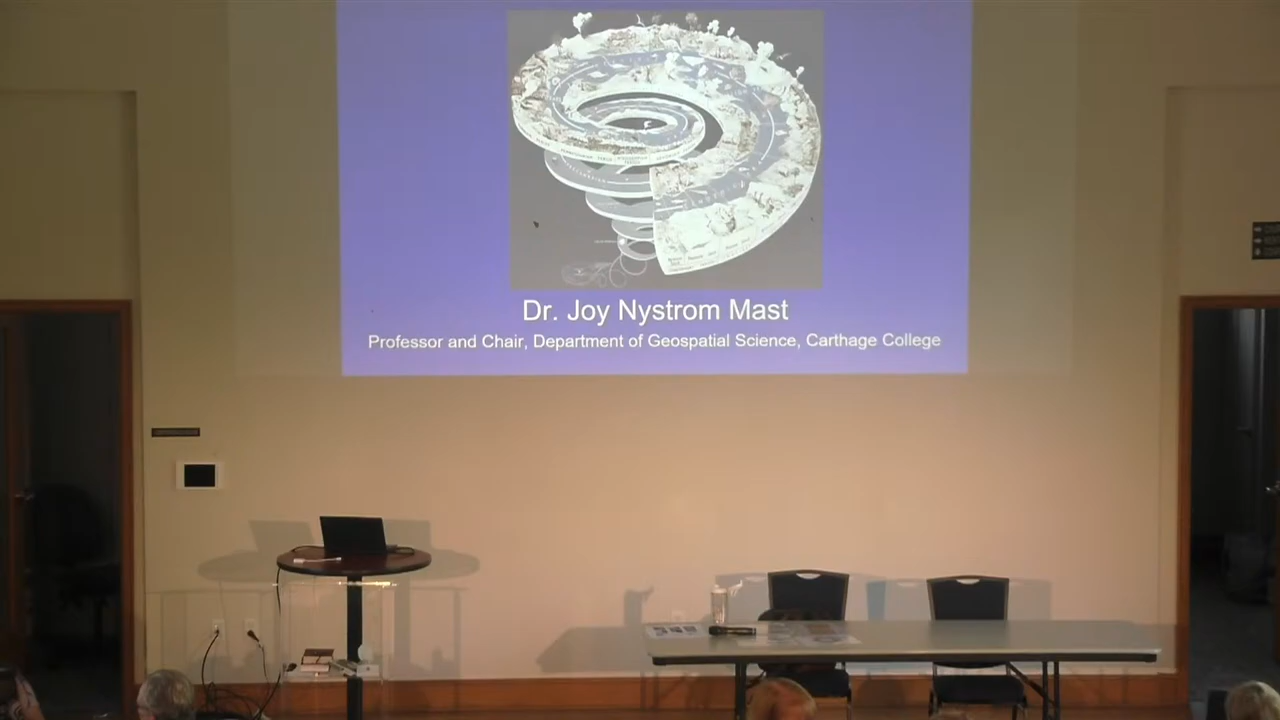 Dr. Joy Nystrom Mast
Professor and Chair, Department of Geospatial Science, Carthage College